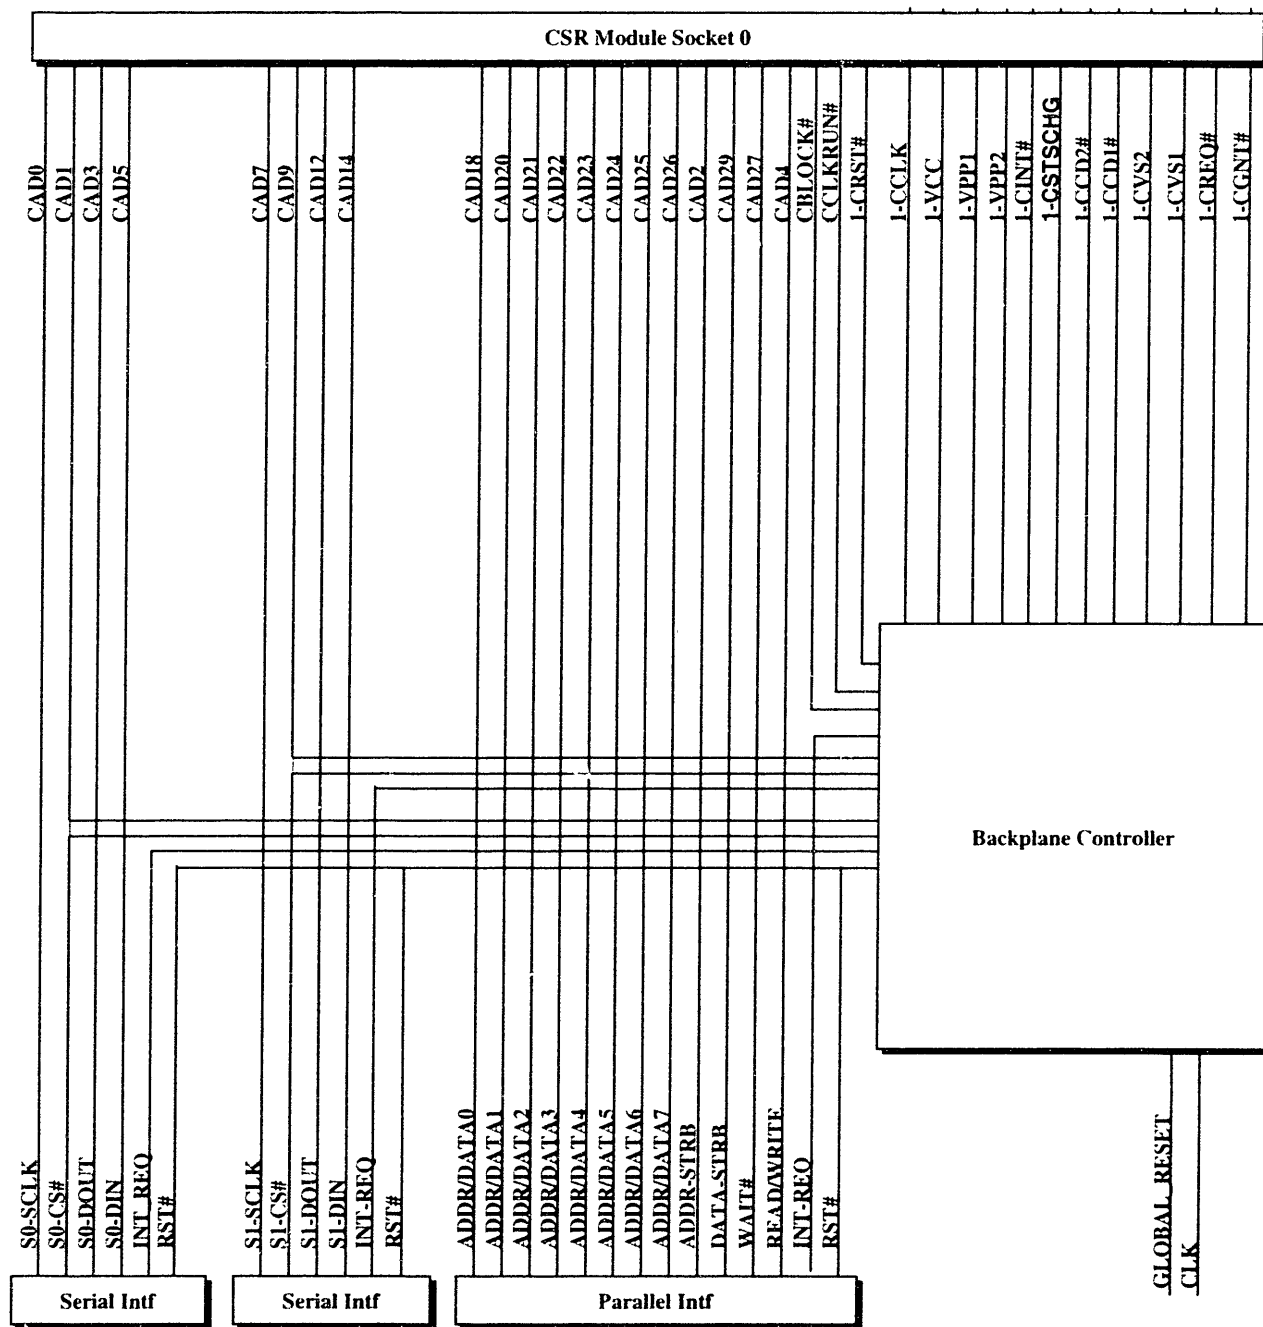 CSR Module Socket 0
CAD0
CAD1
CAD3
CAD5
CAD7
CAD9
CAD12
CAD14
CAD18
CAD20
CAD21
CAD22
CAD23
CAD24
CAD25
CAD26
CAD2
CAD29
CAD27
CAD4
CBLOCK#
CCLKRUN#
1-CRST#
1-CCLK
1-VCC
1-VPP1
1-VPP2
1-CINT#
1-CSTSCHG
1-CCD2#
1-CCD1#
1-CVS2
1-CVS1
1-CREQ#
1-CGNT#
Backplane Controller
S0-SCLK
S0-CS#
S0-DOUT
S0-DIN
INT_REQ
RST#
S1-SCLK
S1-CS#
S1-DOUT
S1-DIN
INT-REQ
RST#
ADDR/DATA0
ADDR/DATA1
ADDR/DATA2
ADDR/DATA3
ADDR/DATA4
ADDR/DATA5
ADDR/DATA6
ADDR/DATA7
ADDR-STRB
DATA-STRB
WAIT#
READ/WRITE
INT-REQ
RST#
GLOBAL_RESET
CLK
Serial Intf
Serial Intf
Parallel Intf